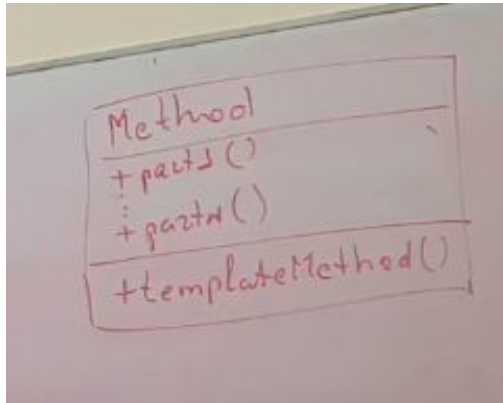 Method
+ part1()
⋮
+ partN()
+templateMethod()